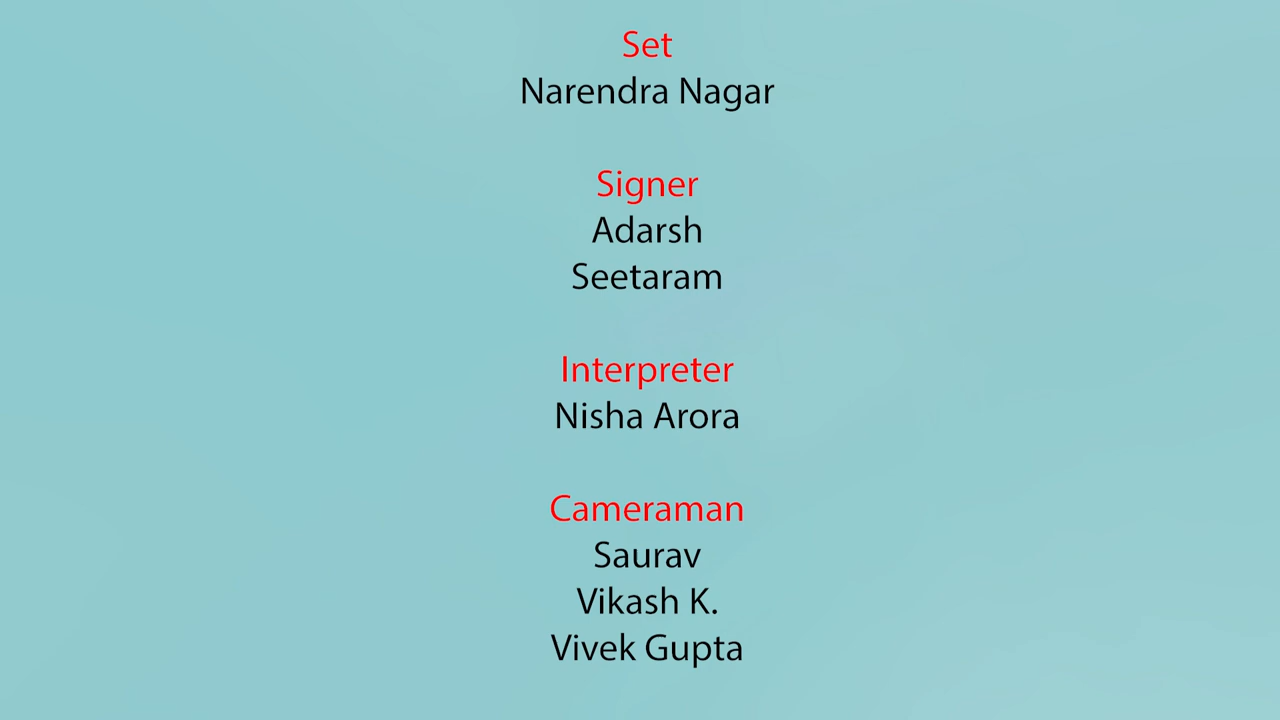 Set
Narendra Nagar
Signer
Adarsh
Seetaram
Interpreter
Nisha Arora
Cameraman
Saurav
Vikash K.
Vivek Gupta